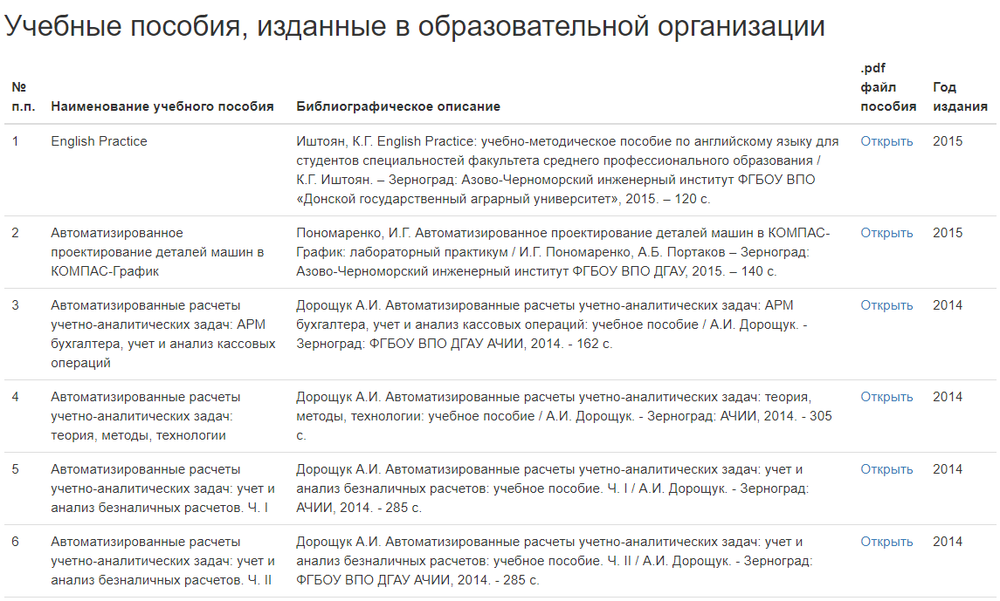 Учебные пособия, изданные в образовательной организации
№ п.п.
Наименование учебного пособия
Библиографическое описание
.pdf файл пособия
Год издания
1
English Practice
Иштоян, К.Г. English Practice: учебно-методическое пособие по английскому языку для
студентов специальностей факультета среднего профессионального образования /
К.Г. Иштоян. – Зерноград: Азово-Черноморский инженерный институт ФГБОУ ВПО
«Донской государственный аграрный университет», 2015. – 120 с.
Открыть
2015
2
Автоматизированное
проектирование деталей машин в
КОМПАС-График
Пономаренко, И.Г. Автоматизированное проектирование деталей машин в КОМПАС-
График: лабораторный практикум / И.Г. Пономаренко, А.Б. Портаков – Зерноград:
Азово-Черноморский инженерный институт ФГБОУ ВПО ДГАУ, 2015. – 140 с.
Открыть
2015
3
Автоматизированные расчеты
учетно-аналитических задач: АРМ
бухгалтера, учет и анализ кассовых
операций
Дорощук А.И. Автоматизированные расчеты учетно-аналитических задач: АРМ
бухгалтера, учет и анализ кассовых операций: учебное пособие / А.И. Дорощук. -
Зерноград: ФГБОУ ВПО ДГАУ АЧИИ, 2014. - 162 с.
Открыть
2014
4
Автоматизированные расчеты
учетно-аналитических задач:
теория, методы, технологии
Дорощук А.И. Автоматизированные расчеты учетно-аналитических задач: теория,
методы, технологии: учебное пособие / А.И. Дорощук. - Зерноград: АЧИИ, 2014. - 305
с.
Открыть
2014
5
Автоматизированные расчеты
учетно-аналитических задач: учет и
анализ безналичных расчетов. Ч. I
Дорощук А.И. Автоматизированные расчеты учетно-аналитических задач: учет и
анализ безналичных расчетов: учебное пособие. Ч. I / А.И. Дорощук. - Зерноград:
АЧИИ, 2014. - 285 с.
Открыть
2014
6
Автоматизированные расчеты
учетно-аналитических задач: учет и
анализ безналичных расчетов. Ч. II
Дорощук А.И. Автоматизированные расчеты учетно-аналитических задач: учет и
анализ безналичных расчетов: учебное пособие. Ч. II / А.И. Дорощук. - Зерноград:
ФГБОУ ВПО ДГАУ АЧИИ, 2014. - 285 с.
Открыть
2014